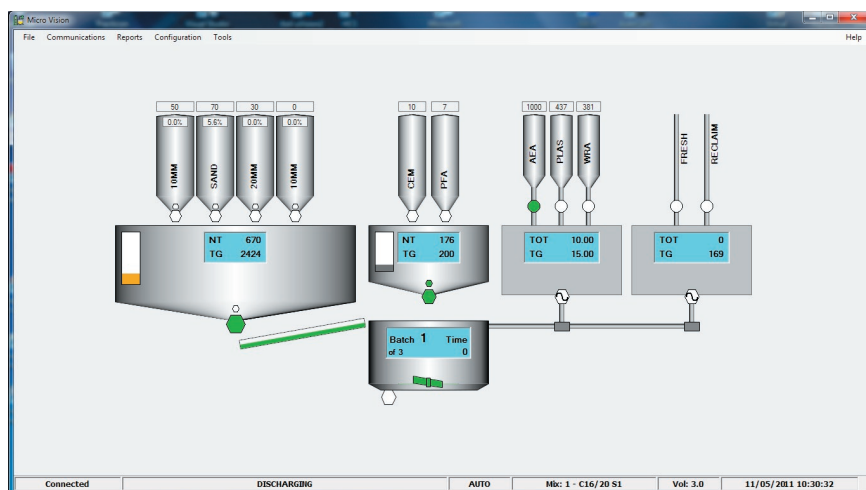 Micro Vision
File Communications Reports Configuration Tools Help
50 70 30 0 10 7 1000 437 381
0.0% 5.6% 0.0% 0.0%
10MM SAND 20MM 10MM CEM PFA AEA PLAS WRA FRESH RECLAIM
NT 670
TG 2424
NT 176
TG 200
TOT 10.00
TG 15.00
TOT 0
TG 169
Batch 1 Time
of 3 0
Connected DISCHARGING AUTO Mix: 1 - C16/20 S1 Vol: 3.0 11/05/2011 10:30:32